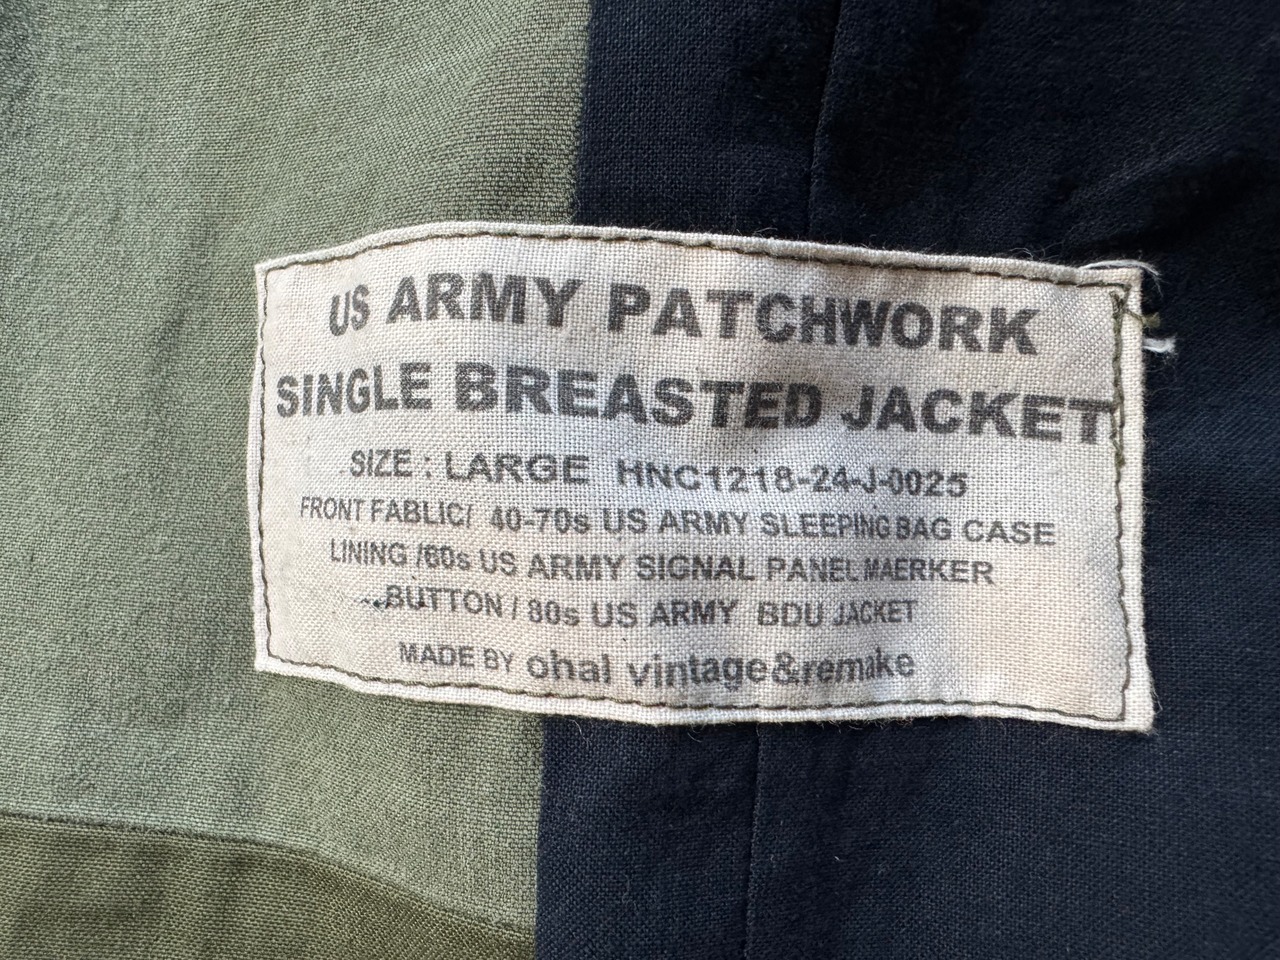 US ARMY PATCHWORK
SINGLE BREASTED JACKET
SIZE : LARGE HNC1218-24-J-0025
FRONT FABLIC/ 40-70s US ARMY SLEEPING BAG CASE
LINING /60s US ARMY SIGNAL PANEL MAERKER
BUTTON / 80s US ARMY BDU JACKET
MADE BY ohal vintage&remake